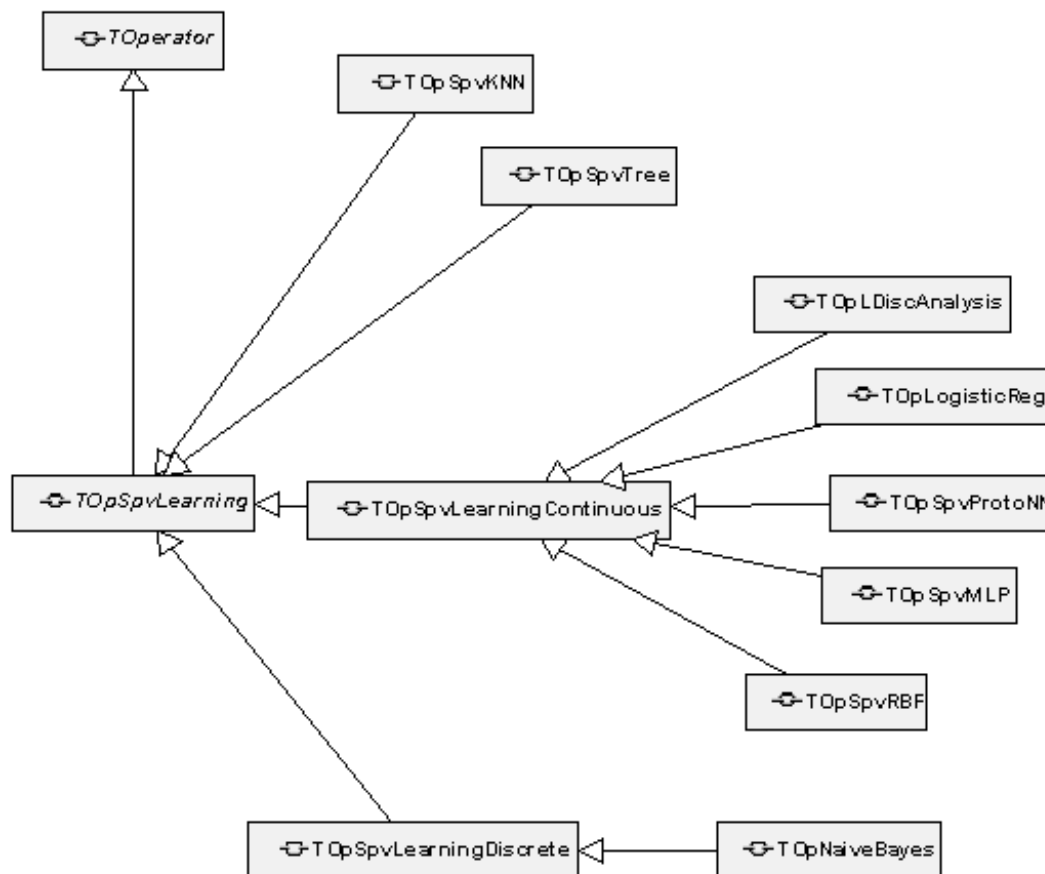 TOperator
TOpSpvKNN
TOpSpvTree
TOpLDiscAnalysis
TOpLogisticReg
TOpSpvLearning
TOpSpvLearningContinuous
TOpSpvProtoNN
TOpSpvMLP
TOpSpvRBF
TOpSpvLearningDiscrete
TOpNaiveBayes